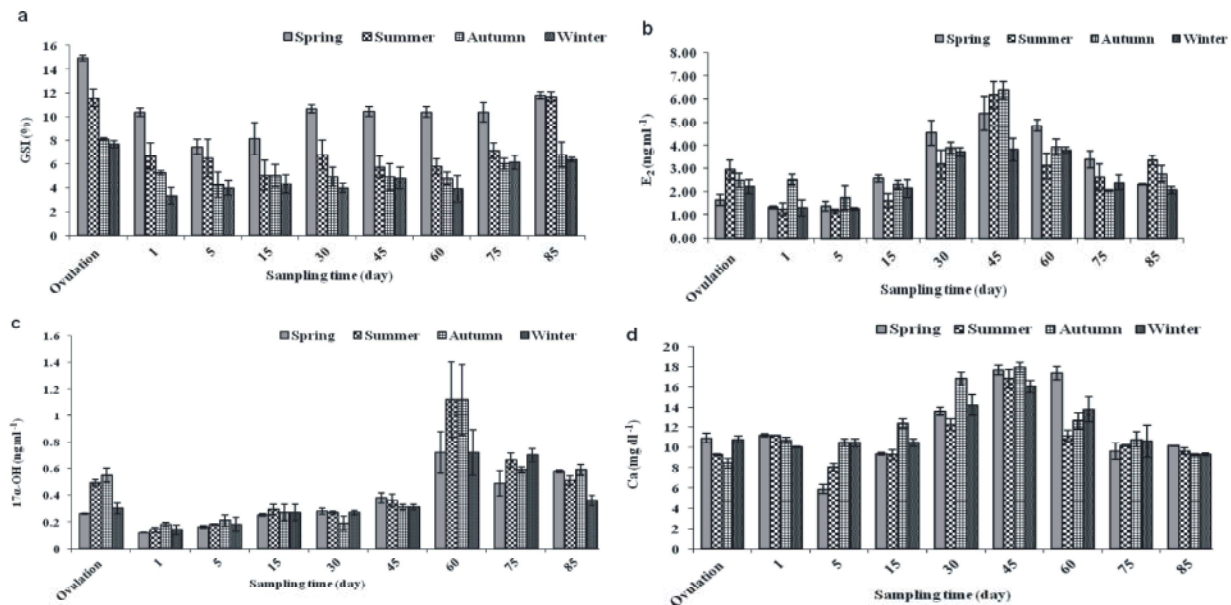 a
Spring Summer Autumn Winter
16
14
12
10
8
6
4
2
0
GSI (%)
Ovulation 1 5 15 30 45 60 75 85
Sampling time (day)
b
Spring Summer Autumn Winter
8.00
7.00
6.00
5.00
4.00
3.00
2.00
1.00
0.00
E2 (ng ml-1)
Ovulation 1 5 15 30 45 60 75 85
Sampling time (day)
c
Spring Summer Autumn Winter
1.6
1.4
1.2
1
0.8
0.6
0.4
0.2
0
17α-OH (ng ml-1)
Ovulation 1 5 15 30 45 60 75 85
Sampling time (day)
d
Spring Summer Autumn Winter
20
18
16
14
12
10
8
6
4
2
0
Ca (mg dl-1)
Ovulation 1 5 15 30 45 60 75 85
Sampling time (day)